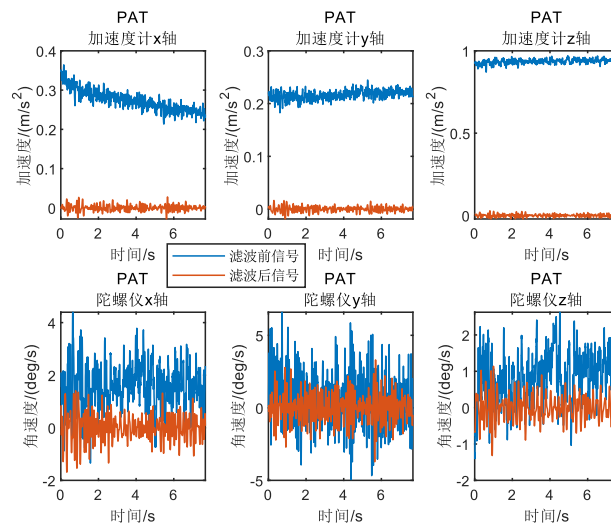 PAT
加速度计x轴
PAT
加速度计y轴
PAT
加速度计z轴
加速度/(m/s²)
0.4
0.3
0.2
0.1
0
0 2 4 6
时间/s
加速度/(m/s²)
0.3
0.2
0.1
0
0 2 4 6
时间/s
加速度/(m/s²)
1
0.5
0
0 2 4 6
时间/s
滤波前信号
滤波后信号
PAT
陀螺仪x轴
PAT
陀螺仪y轴
PAT
陀螺仪z轴
角速度/(deg/s)
4
2
0
-2
0 2 4 6
时间/s
角速度/(deg/s)
5
0
-5
0 2 4 6
时间/s
角速度/(deg/s)
2
1
0
-1
-2
0 2 4 6
时间/s